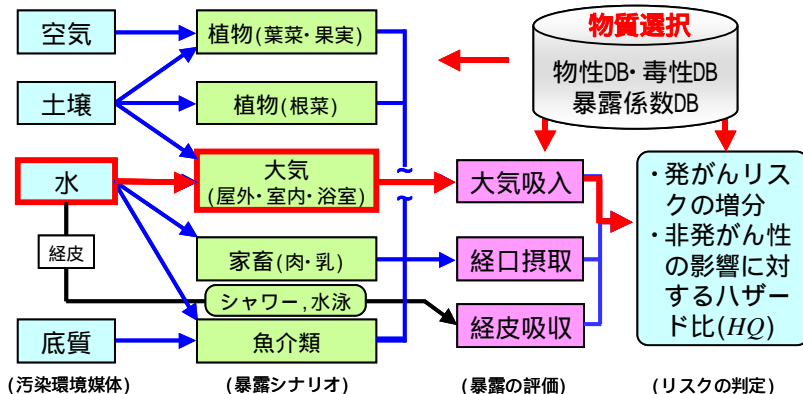 空気
土壌
水
経皮
底質
(汚染環境媒体)
植物(葉菜・果実)
植物(根菜)
大気
(屋外・室内・浴室)
家畜(肉・乳)
シャワー,水泳
魚介類
(暴露シナリオ)
大気吸入
経口摂取
経皮吸収
(暴露の評価)
物質選択
物性DB・毒性DB
暴露係数DB
・発がんリス
クの増分
・非発がん性
の影響に対
するハザー
ド比(HQ)
(リスクの判定)